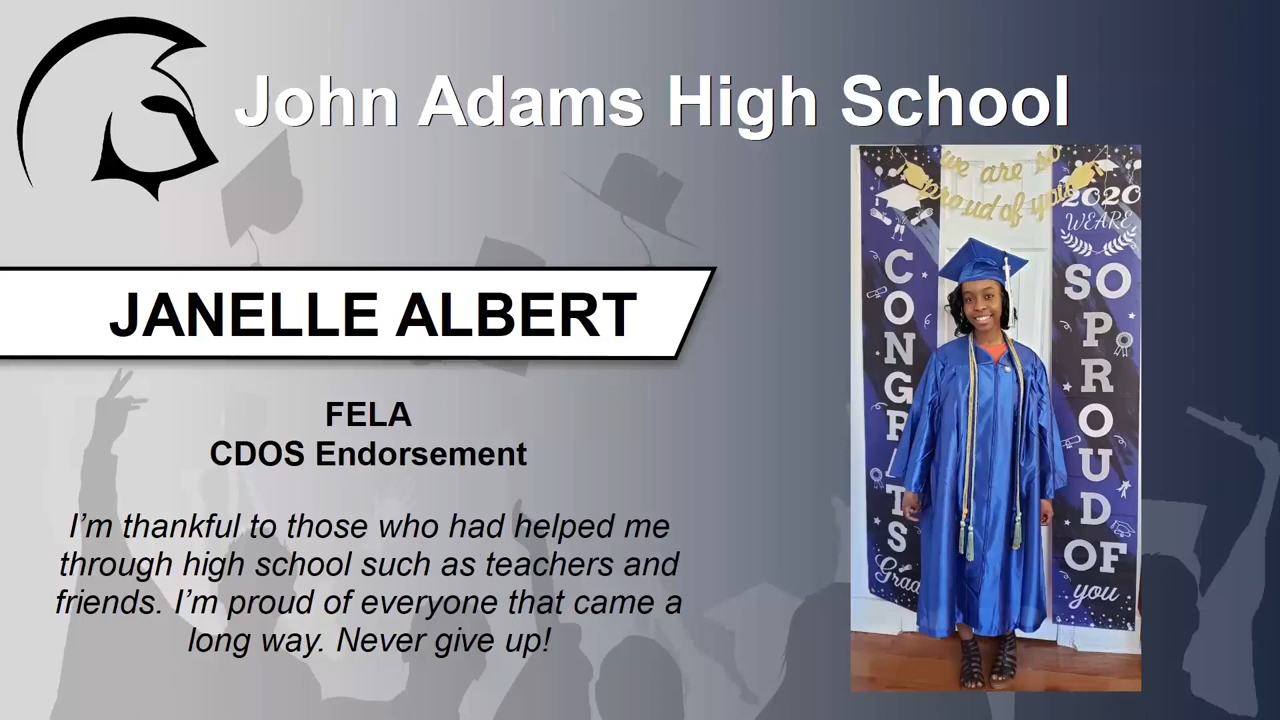 John Adams High School
JANELLE ALBERT
FELA
CDOS Endorsement
I'm thankful to those who had helped me
through high school such as teachers and
friends. I'm proud of everyone that came a
long way. Never give up!
we are so
proud of you
CONGRATS
Grad
2020
WE ARE
SO
PROUD
OF
you